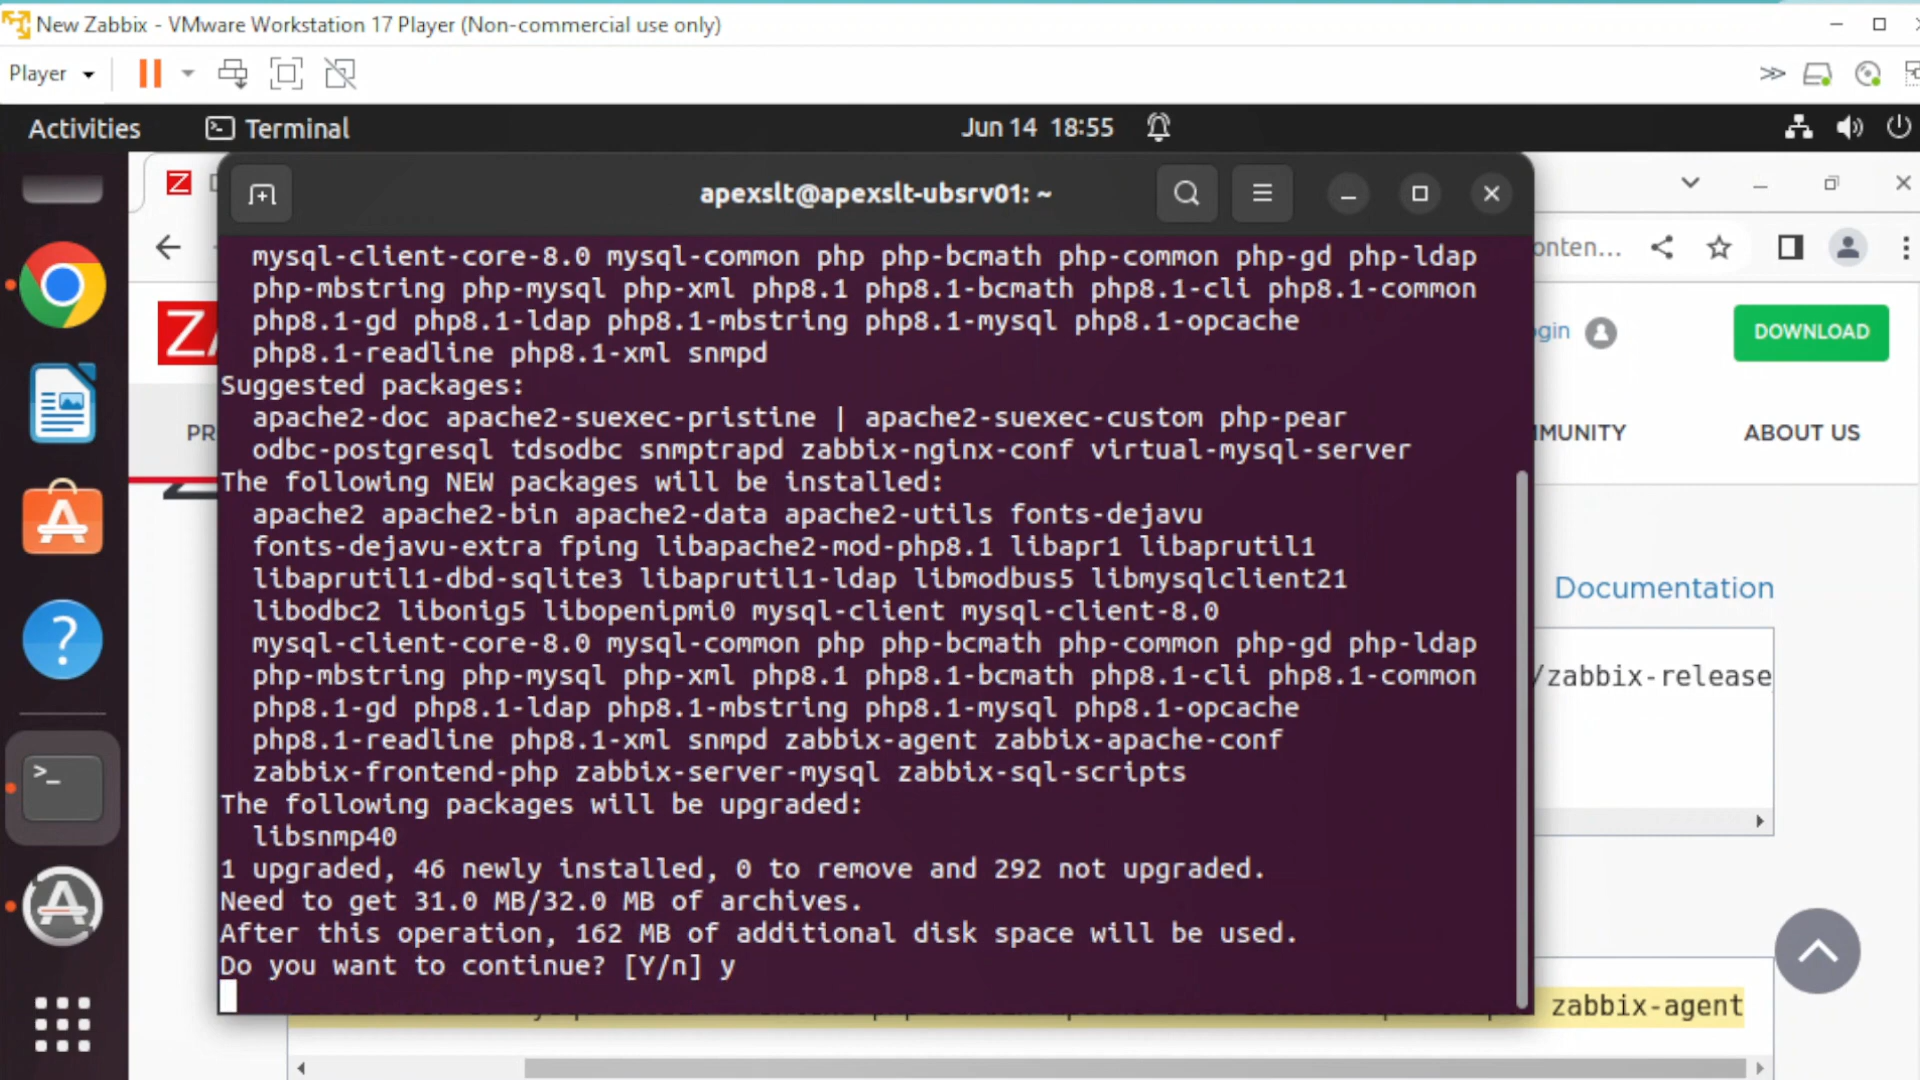 New Zabbix - VMware Workstation 17 Player (Non-commercial use only)
Player
Activities
Terminal
Jun 14 18:55
apexslt@apexslt-ubsrv01: ~
mysql-client-core-8.0 mysql-common php php-bcmath php-common php-gd php-ldap
php-mbstring php-mysql php-xml php8.1 php8.1-bcmath php8.1-cli php8.1-common
php8.1-gd php8.1-ldap php8.1-mbstring php8.1-mysql php8.1-opcache
php8.1-readline php8.1-xml snmpd
Suggested packages:
apache2-doc apache2-suexec-pristine | apache2-suexec-custom php-pear
odbc-postgresql tdsodbc snmptrapd zabbix-nginx-conf virtual-mysql-server
The following NEW packages will be installed:
apache2 apache2-bin apache2-data apache2-utils fonts-dejavu
fonts-dejavu-extra fping libapache2-mod-php8.1 libapr1 libaprutil1
libaprutil1-dbd-sqlite3 libaprutil1-ldap libmodbus5 libmysqlclient21
libodbc2 libonig5 libopenipmi0 mysql-client mysql-client-8.0
mysql-client-core-8.0 mysql-common php php-bcmath php-common php-gd php-ldap
php-mbstring php-mysql php-xml php8.1 php8.1-bcmath php8.1-cli php8.1-common
php8.1-gd php8.1-ldap php8.1-mbstring php8.1-mysql php8.1-opcache
php8.1-readline php8.1-xml snmpd zabbix-agent zabbix-apache-conf
zabbix-frontend-php zabbix-server-mysql zabbix-sql-scripts
The following packages will be upgraded:
libsnmp40
1 upgraded, 46 newly installed, 0 to remove and 292 not upgraded.
Need to get 31.0 MB/32.0 MB of archives.
After this operation, 162 MB of additional disk space will be used.
Do you want to continue? [Y/n] y
onten...
ZA
gin
DOWNLOAD
PR
MUNITY
ABOUT US
Documentation
/zabbix-release
zabbix-agent